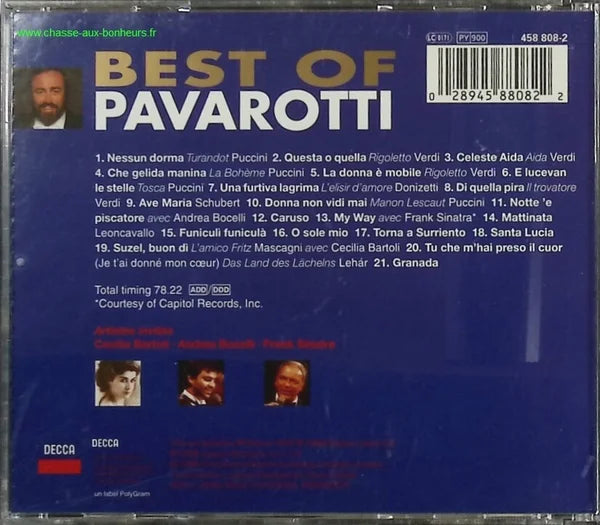 www.chasse-aux-bonheurs.fr
LC 0171 PY 900 458 808-2
BEST OF
PAVAROTTI
0 28945 88082 2
1. Nessun dorma Turandot Puccini 2. Questa o quella Rigoletto Verdi 3. Celeste Aida Aida Verdi
4. Che gelida manina La Bohème Puccini 5. La donna è mobile Rigoletto Verdi 6. E lucevan
le stelle Tosca Puccini 7. Una furtiva lagrima L'elisir d'amore Donizetti 8. Di quella pira Il trovatore
Verdi 9. Ave Maria Schubert 10. Donna non vidi mai Manon Lescaut Puccini 11. Notte 'e
piscatore avec Andrea Bocelli 12. Caruso 13. My Way avec Frank Sinatra* 14. Mattinata
Leoncavallo 15. Funiculì funiculà 16. O sole mio 17. Torna a Surriento 18. Santa Lucia
19. Suzel, buon dì L'amico Fritz Mascagni avec Cecilia Bartoli 20. Tu che m'hai preso il cuor
(Je t'ai donné mon cœur) Das Land des Lächelns Lehár 21. Granada
Total timing 78.22 ADD/DDD
*Courtesy of Capitol Records, Inc.
Artistes invités
Cecilia Bartoli · Andrea Bocelli · Frank Sinatra
DECCA
DECCA
un label PolyGram